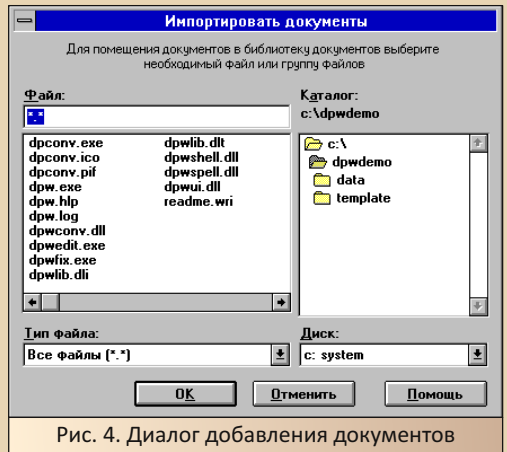 Импортировать документы
Для помещения документов в библиотеку документов выберите
необходимый файл или группу файлов
Файл:
*.*
dpconv.exe
dpconv.ico
dpconv.pif
dpw.exe
dpw.hlp
dpw.log
dpwconv.dll
dpwedit.exe
dpwfix.exe
dpwlib.dli
dpwlib.dlt
dpwshell.dll
dpwspell.dll
dpwui.dll
readme.wri
Каталог:
c:\dpwdemo
c:\
dpwdemo
data
template
Тип файла:
Все файлы (*.*)
Диск:
c: system
OK
Отменить
Помощь
Рис. 4. Диалог добавления документов